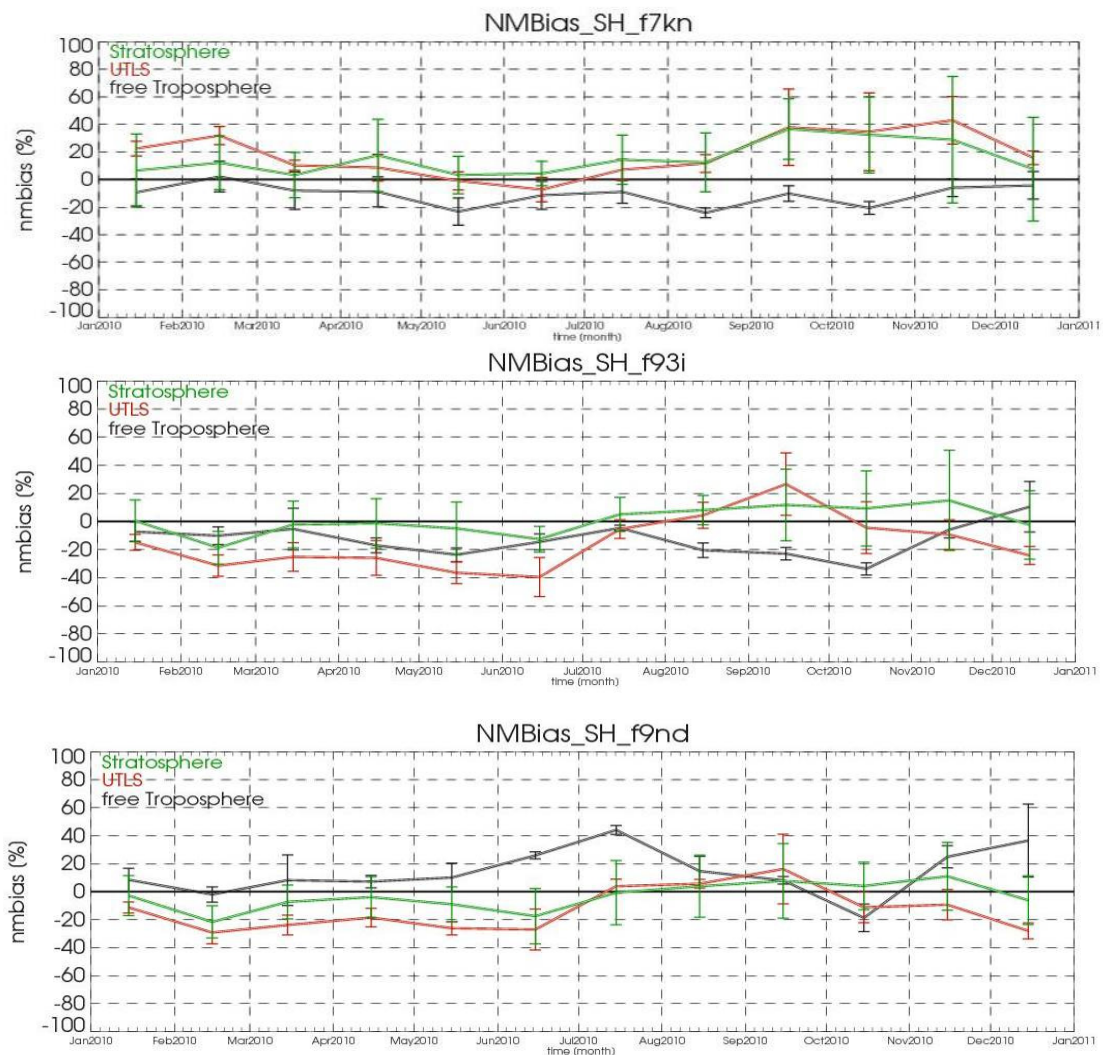 NMBias_SH_f7kn
100
Stratosphere
80
UTLS
60
free Troposphere
40
20
0
-20
-40
-60
-80
-100
nmbias (%)
Jan2010 Feb2010 Mar2010 Apr2010 May2010 Jun2010 Jul2010 Aug2010 Sep2010 Oct2010 Nov2010 Dec2010 Jan2011
time (month)
NMBias_SH_f93i
100
Stratosphere
80
UTLS
60
free Troposphere
40
20
0
-20
-40
-60
-80
-100
nmbias (%)
Jan2010 Feb2010 Mar2010 Apr2010 May2010 Jun2010 Jul2010 Aug2010 Sep2010 Oct2010 Nov2010 Dec2010 Jan2011
time (month)
NMBias_SH_f9nd
100
Stratosphere
80
UTLS
60
free Troposphere
40
20
0
-20
-40
-60
-80
-100
nmbias (%)
Jan2010 Feb2010 Mar2010 Apr2010 May2010 Jun2010 Jul2010 Aug2010 Sep2010 Oct2010 Nov2010 Dec2010 Jan2011
time (month)